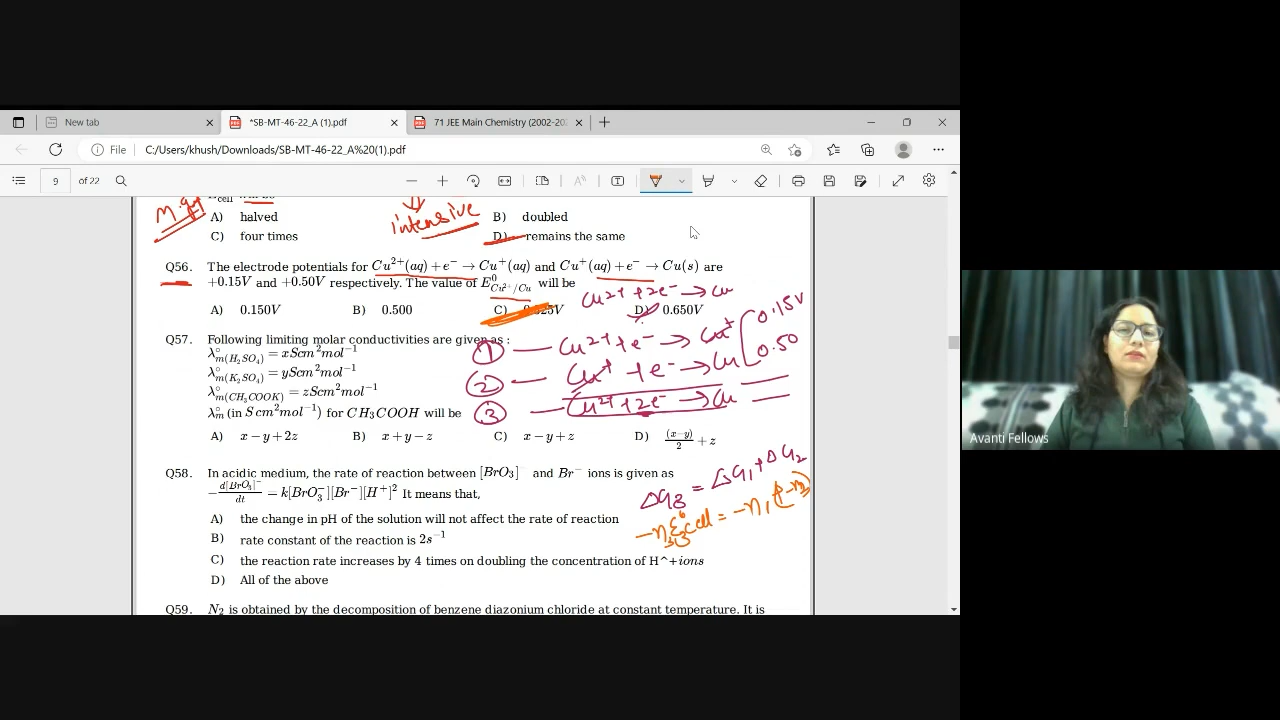 New tab
*SB-MT-46-22_A (1).pdf
71 JEE Main Chemistry (2002-202
File
C:/Users/khush/Downloads/SB-MT-46-22_A%20(1).pdf
9 of 22
A) halved
B) doubled
C) four times
D) remains the same
intensive
Q56. The electrode potentials for Cu²⁺(aq) + e⁻ → Cu⁺(aq) and Cu⁺(aq) + e⁻ → Cu(s) are
+0.15V and +0.50V respectively. The value of E⁰Cu²⁺/Cu will be
Cu²⁺ + 2e⁻ → Cu
A) 0.150V
B) 0.500
C) 0.325V
D) 0.650V
① — Cu²⁺ + e⁻ → Cu⁺ 0.15V
② — Cu⁺ + e⁻ → Cu 0.50
③ — Cu²⁺ + 2e⁻ → Cu —
Q57. Following limiting molar conductivities are given as :
λ°m(H₂SO₄) = xScm²mol⁻¹
λ°m(K₂SO₄) = yScm²mol⁻¹
λ°m(CH₃COOK) = zScm²mol⁻¹
λ°m (in Scm²mol⁻¹) for CH₃COOH will be
A) x − y + 2z
B) x + y − z
C) x − y + z
D) (x−y)/2 + z
ΔG₃ = ΔG₁ + ΔG₂
Q58. In acidic medium, the rate of reaction between [BrO₃]⁻ and Br⁻ ions is given as
−d[BrO₃]⁻/dt = k[BrO₃⁻][Br⁻][H⁺]² It means that,
A) the change in pH of the solution will not affect the rate of reaction
B) rate constant of the reaction is 2s⁻¹
C) the reaction rate increases by 4 times on doubling the concentration of H^+ions
D) All of the above
Q59. N₂ is obtained by the decomposition of benzene diazonium chloride at constant temperature. It is
Avanti Fellows